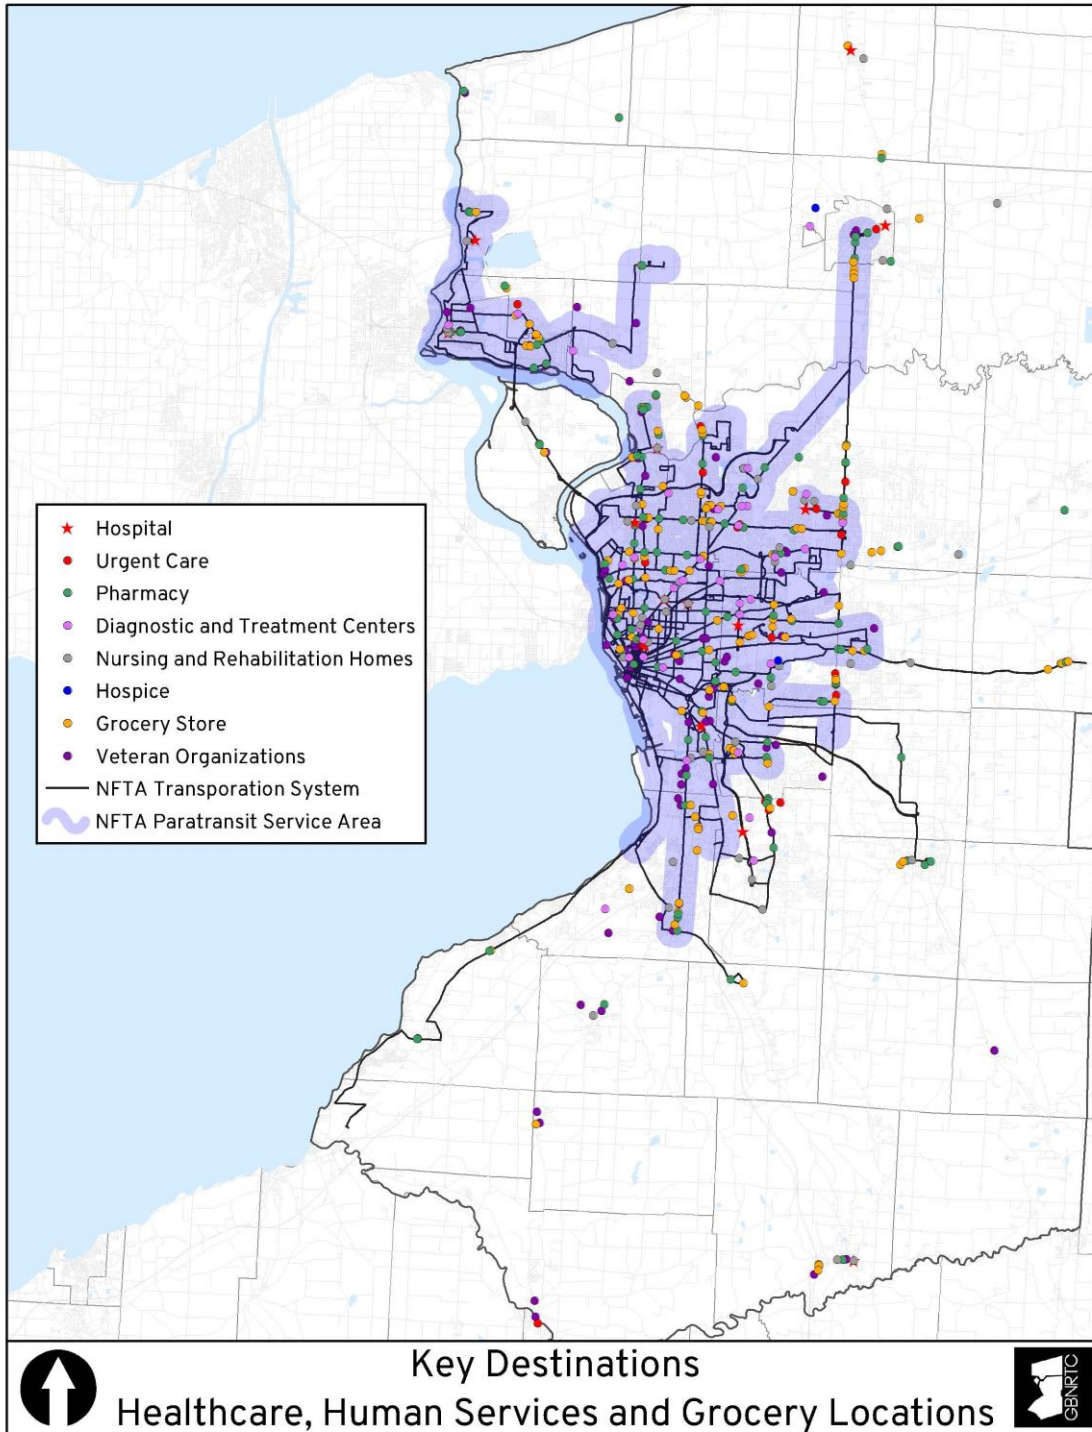 Hospital
Urgent Care
Pharmacy
Diagnostic and Treatment Centers
Nursing and Rehabilitation Homes
Hospice
Grocery Store
Veteran Organizations
NFTA Transporation System
NFTA Paratransit Service Area
Key Destinations
Healthcare, Human Services and Grocery Locations
GBNRTC